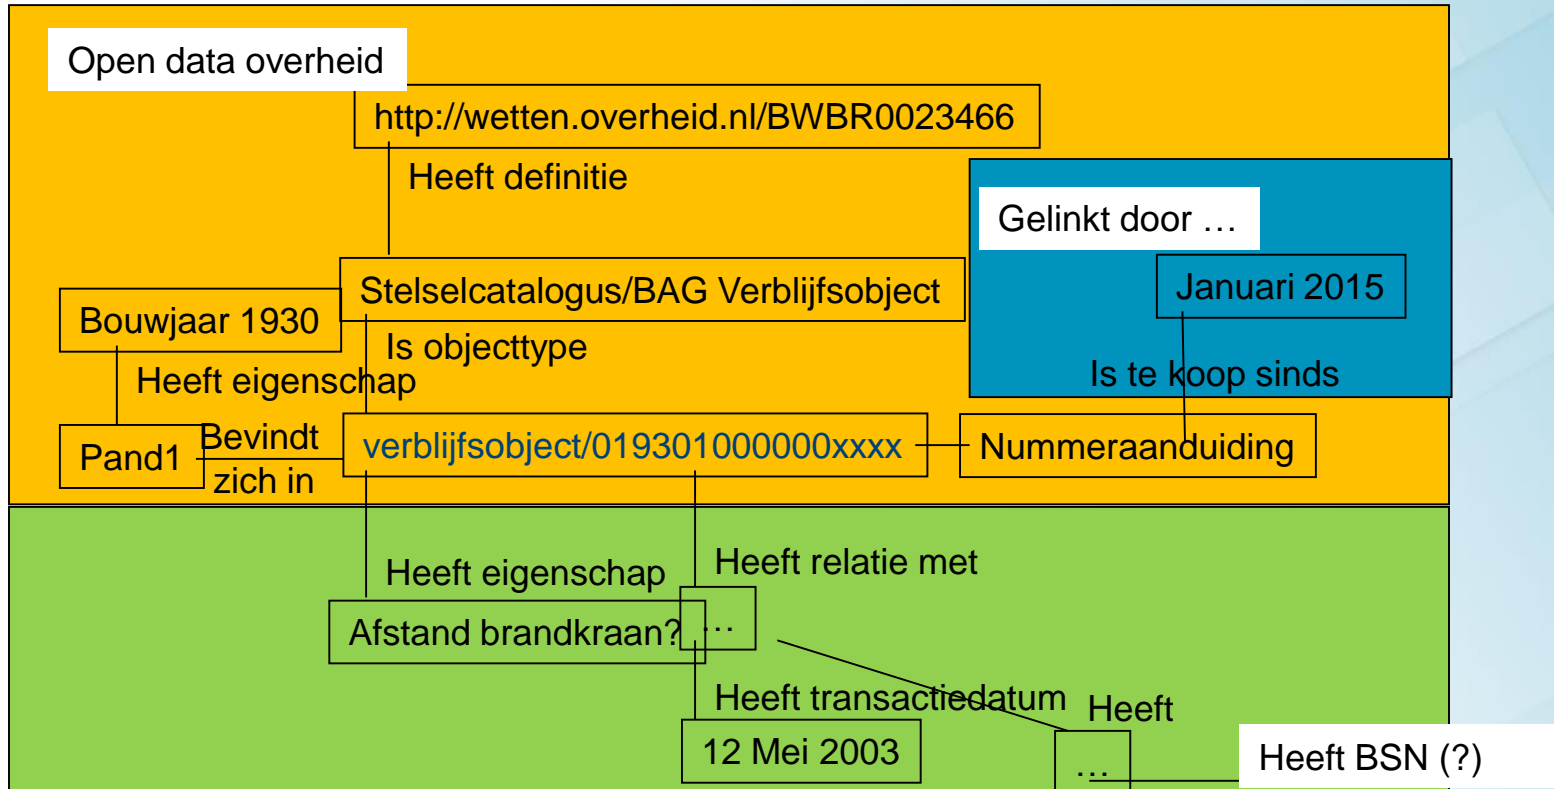 Open data overheid
http://wetten.overheid.nl/BWBR0023466
Heeft definitie
Gelinkt door …
Stelselcatalogus/BAG Verblijfsobject
Januari 2015
Bouwjaar 1930
Is objecttype
Heeft eigenschap
Is te koop sinds
Pand1
Bevindt
zich in
verblijfsobject/019301000000xxxx
Nummeraanduiding
Heeft eigenschap
Heeft relatie met
Afstand brandkraan?
…
Heeft transactiedatum
Heeft
12 Mei 2003
…
Heeft BSN (?)